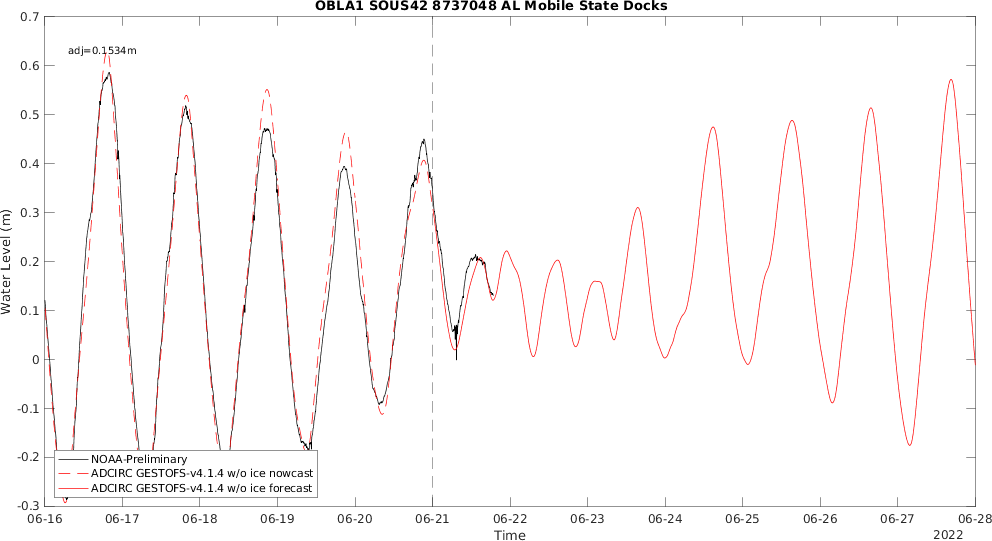 OBLA1 SOUS42 8737048 AL Mobile State Docks
adj=0.1534m
Water Level (m)
0.7
0.6
0.5
0.4
0.3
0.2
0.1
0
-0.1
-0.2
-0.3
NOAA-Preliminary
ADCIRC GESTOFS-v4.1.4 w/o ice nowcast
ADCIRC GESTOFS-v4.1.4 w/o ice forecast
06-16 06-17 06-18 06-19 06-20 06-21 06-22 06-23 06-24 06-25 06-26 06-27 06-28
Time
2022